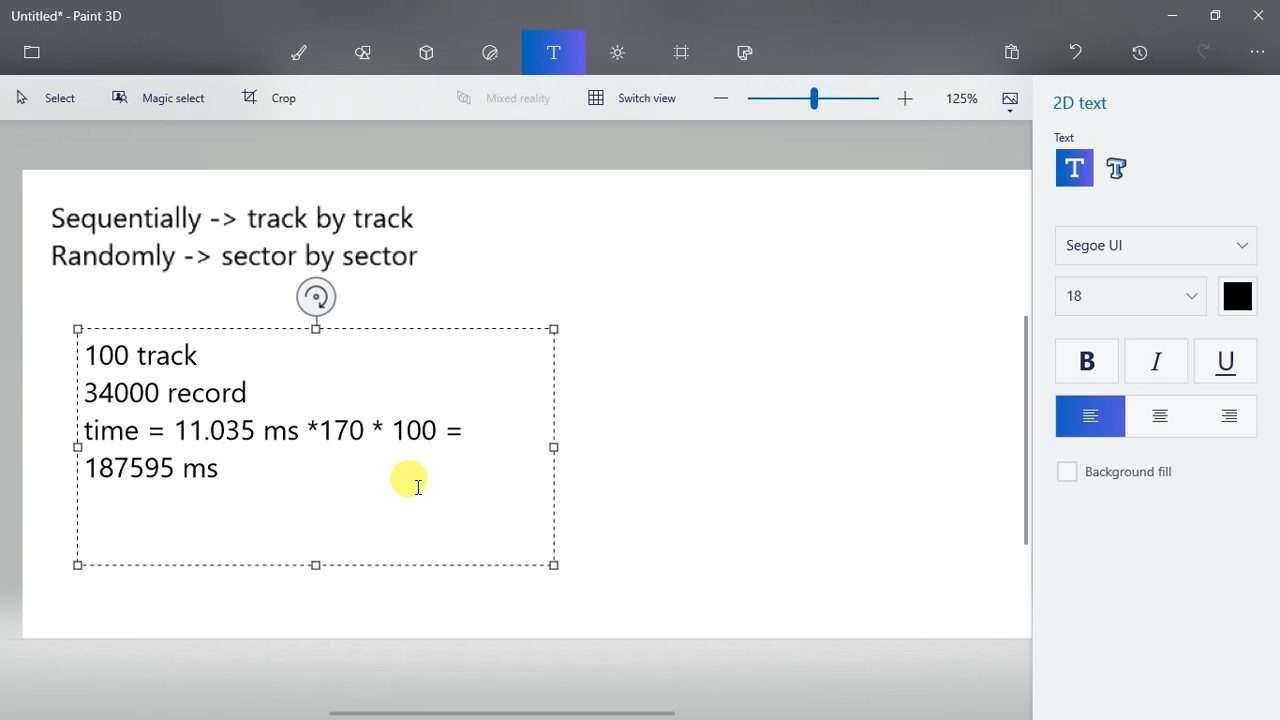 Untitled* - Paint 3D
Select
Magic select
Crop
Mixed reality
Switch view
125%
2D text
Text
Segoe UI
18
B I U
Background fill
Sequentially -> track by track
Randomly -> sector by sector
100 track
34000 record
time = 11.035 ms *170 * 100 =
187595 ms